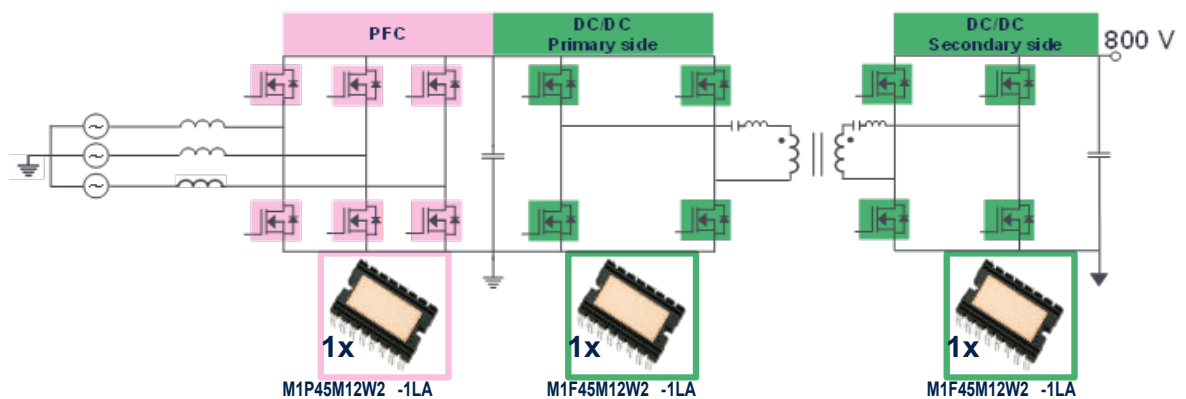 PFC
DC/DC
Primary side
DC/DC
Secondary side
800 V
~
~
~
1x
1x
1x
M1P45M12W2 -1LA
M1F45M12W2 -1LA
M1F45M12W2 -1LA